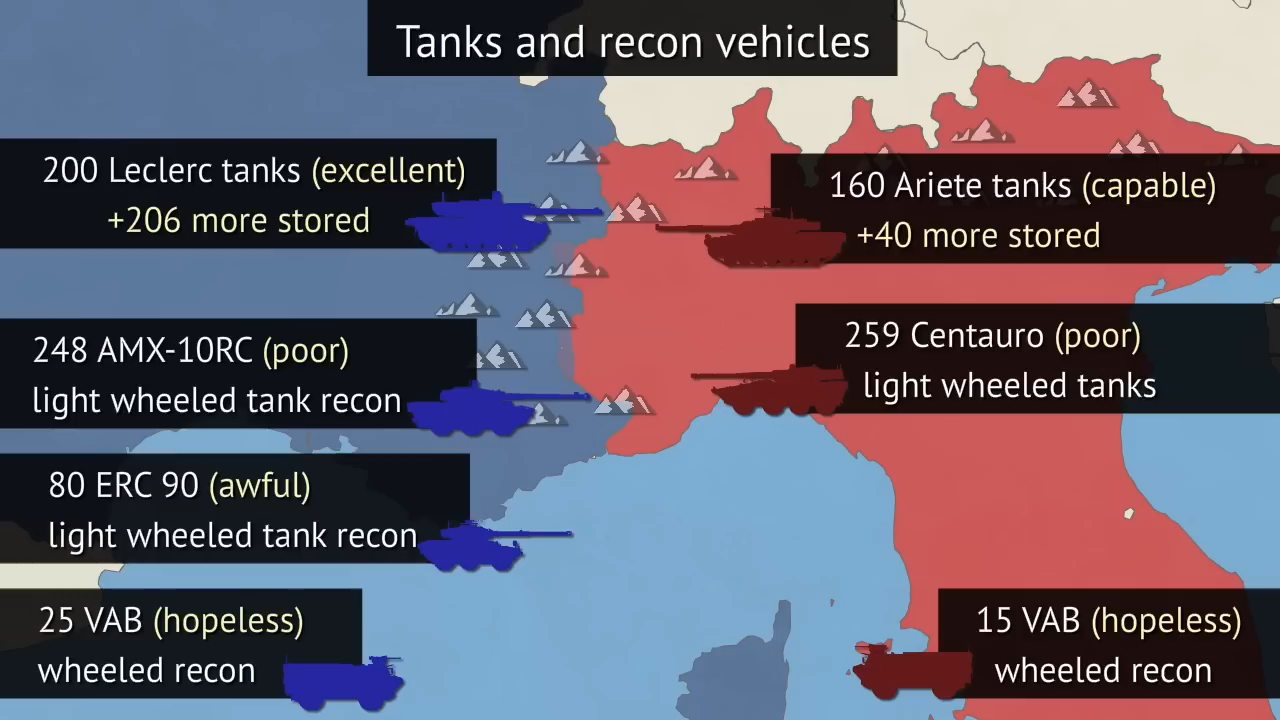 Tanks and recon vehicles
200 Leclerc tanks (excellent)
+206 more stored
248 AMX-10RC (poor)
light wheeled tank recon
80 ERC 90 (awful)
light wheeled tank recon
25 VAB (hopeless)
wheeled recon
160 Ariete tanks (capable)
+40 more stored
259 Centauro (poor)
light wheeled tanks
15 VAB (hopeless)
wheeled recon